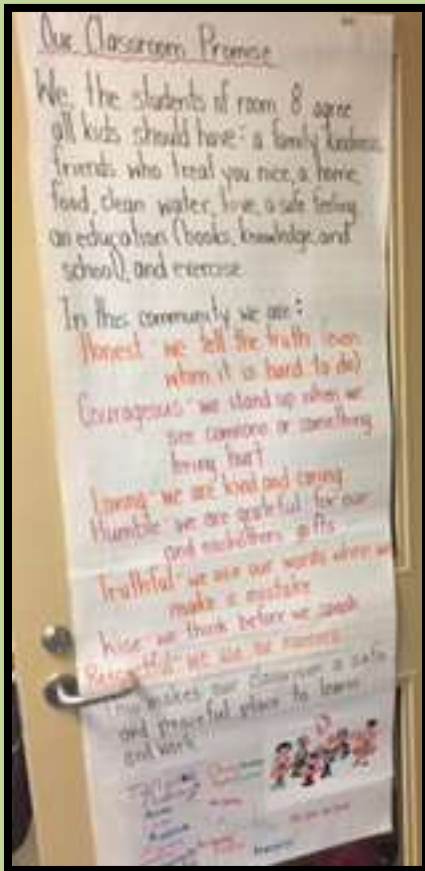 Our Classroom Promise
We, the students of room 8 agree
all kids should have: a family, kindness,
friends who treat you nice, a home,
food, clean water, love, a safe feeling,
an education (books, knowledge, and
school), and exercise
In this community we are:
Honest - we tell the truth (even
when it is hard to do)
Courageous - we stand up when we
see someone or something
being hurt
Loving - we are kind and caring
Humble - we are grateful for our
and eachothers gifts
Truthful - we use our words when we
make a mistake
Wise - we think before we speak
Respectful - we use our manners
This makes our classroom a safe
and peaceful place to learn
and work